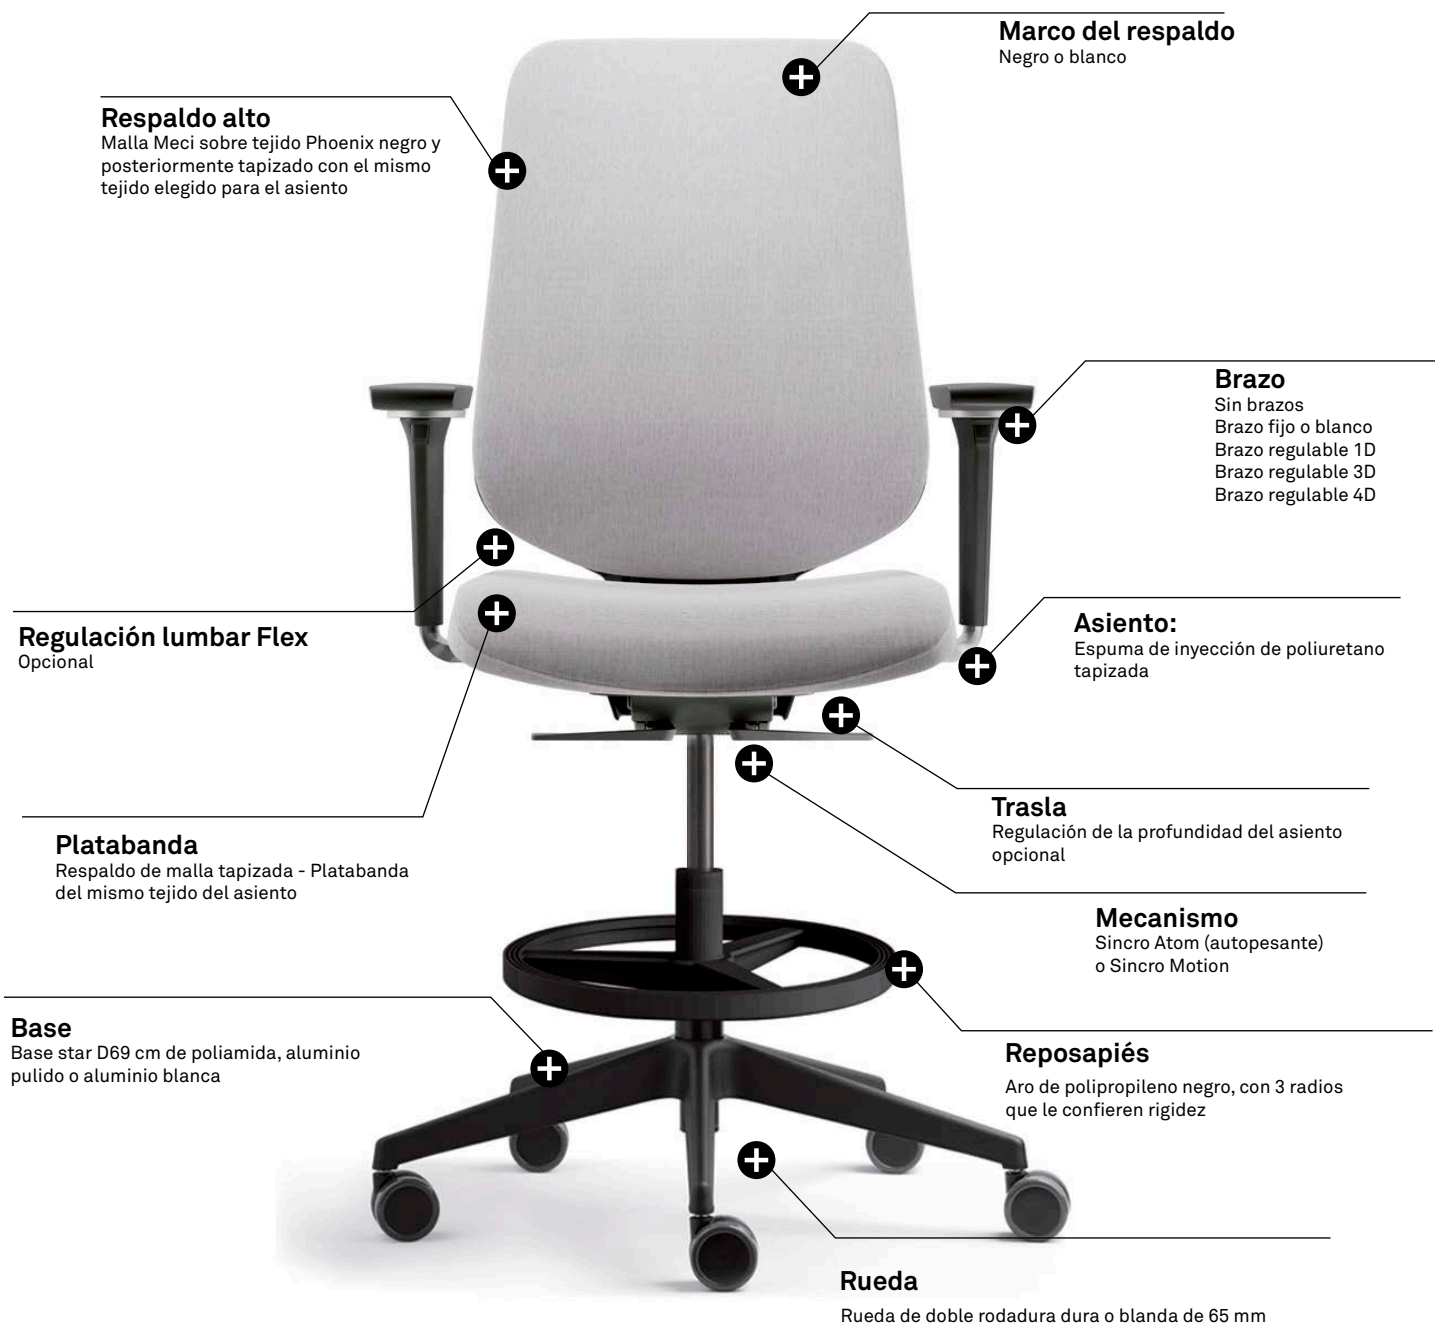 Marco del respaldo
Negro o blanco
Respaldo alto
Malla Meci sobre tejido Phoenix negro y
posteriormente tapizado con el mismo
tejido elegido para el asiento
Brazo
Sin brazos
Brazo fijo o blanco
Brazo regulable 1D
Brazo regulable 3D
Brazo regulable 4D
Regulación lumbar Flex
Opcional
Asiento:
Espuma de inyección de poliuretano
tapizada
Trasla
Regulación de la profundidad del asiento
opcional
Platabanda
Respaldo de malla tapizada - Platabanda
del mismo tejido del asiento
Mecanismo
Sincro Atom (autopesante)
o Sincro Motion
Base
Base star D69 cm de poliamida, aluminio
pulido o aluminio blanca
Reposapiés
Aro de polipropileno negro, con 3 radios
que le confieren rigidez
Rueda
Rueda de doble rodadura dura o blanda de 65 mm